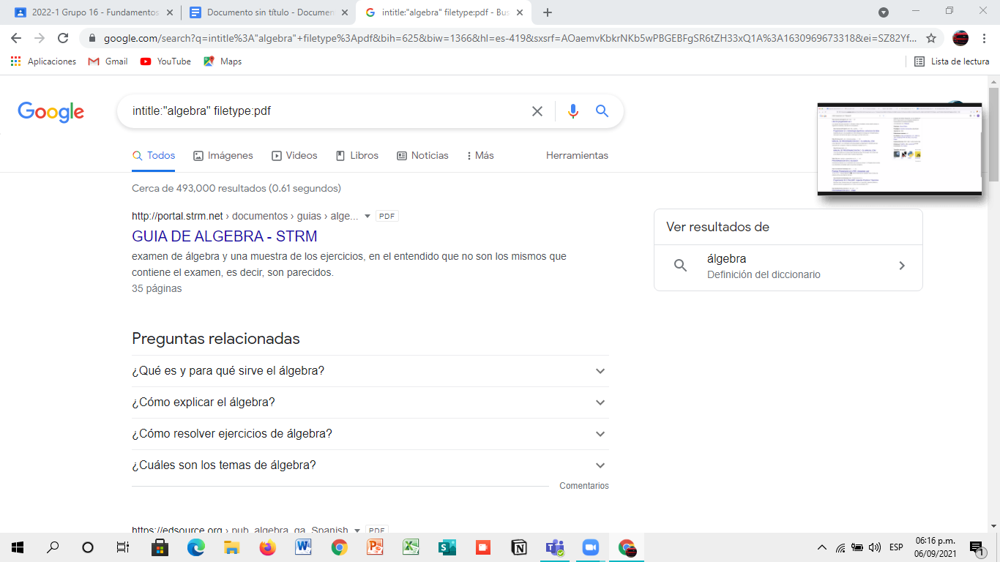 2022-1 Grupo 16 - Fundamentos
Documento sin título - Documen
intitle:"algebra" filetype:pdf - Bus
google.com/search?q=intitle%3A"algebra"+filetype%3Apdf&bih=625&biw=1366&hl=es-419&sxsrf=AOaemvKbkrNKb5wPBGEBFgSR6tZH33xQ1A%3A1630969673318&ei=SZ82Yf...
Aplicaciones
Gmail
YouTube
Maps
Lista de lectura
Google
intitle:"algebra" filetype:pdf
Todos
Imágenes
Videos
Libros
Noticias
Más
Herramientas
Cerca de 493,000 resultados (0.61 segundos)
http://portal.strm.net › documentos › guias › alge...
PDF
GUIA DE ALGEBRA - STRM
examen de álgebra y una muestra de los ejercicios, en el entendido que no son los mismos que
contiene el examen, es decir, son parecidos.
35 páginas
Ver resultados de
álgebra
Definición del diccionario
Preguntas relacionadas
¿Qué es y para qué sirve el álgebra?
¿Cómo explicar el álgebra?
¿Cómo resolver ejercicios de álgebra?
¿Cuáles son los temas de álgebra?
Comentarios
https://edsource.org › pub_algebra_qa_Spanish
PDF
ESP
06:16 p.m.
06/09/2021
1